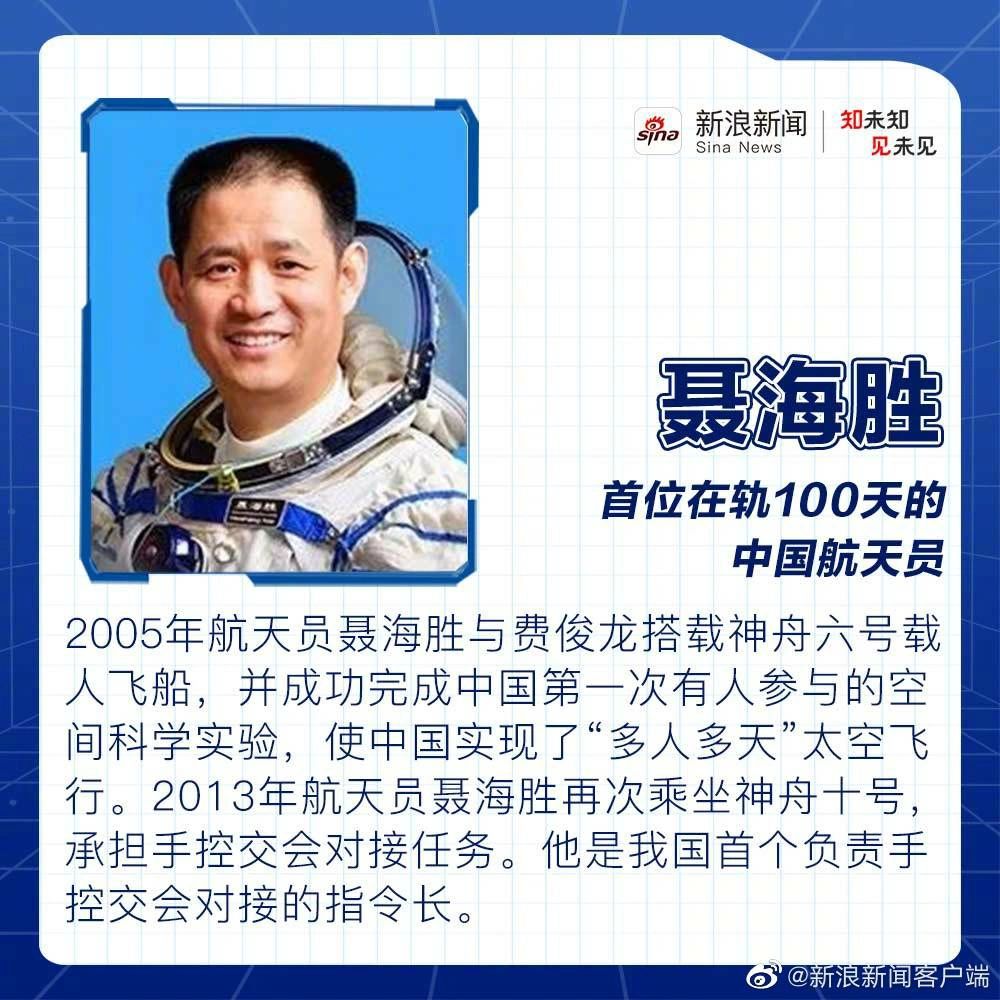 sina
新浪新闻
Sina News
知未知
见未见
聂海胜
聂海胜
首位在轨100天的
中国航天员
2005年航天员聂海胜与费俊龙搭载神舟六号载
人飞船，并成功完成中国第一次有人参与的空
间科学实验，使中国实现了“多人多天”太空飞
行。2013年航天员聂海胜再次乘坐神舟十号，
承担手控交会对接任务。他是我国首个负责手
控交会对接的指令长。
@新浪新闻客户端